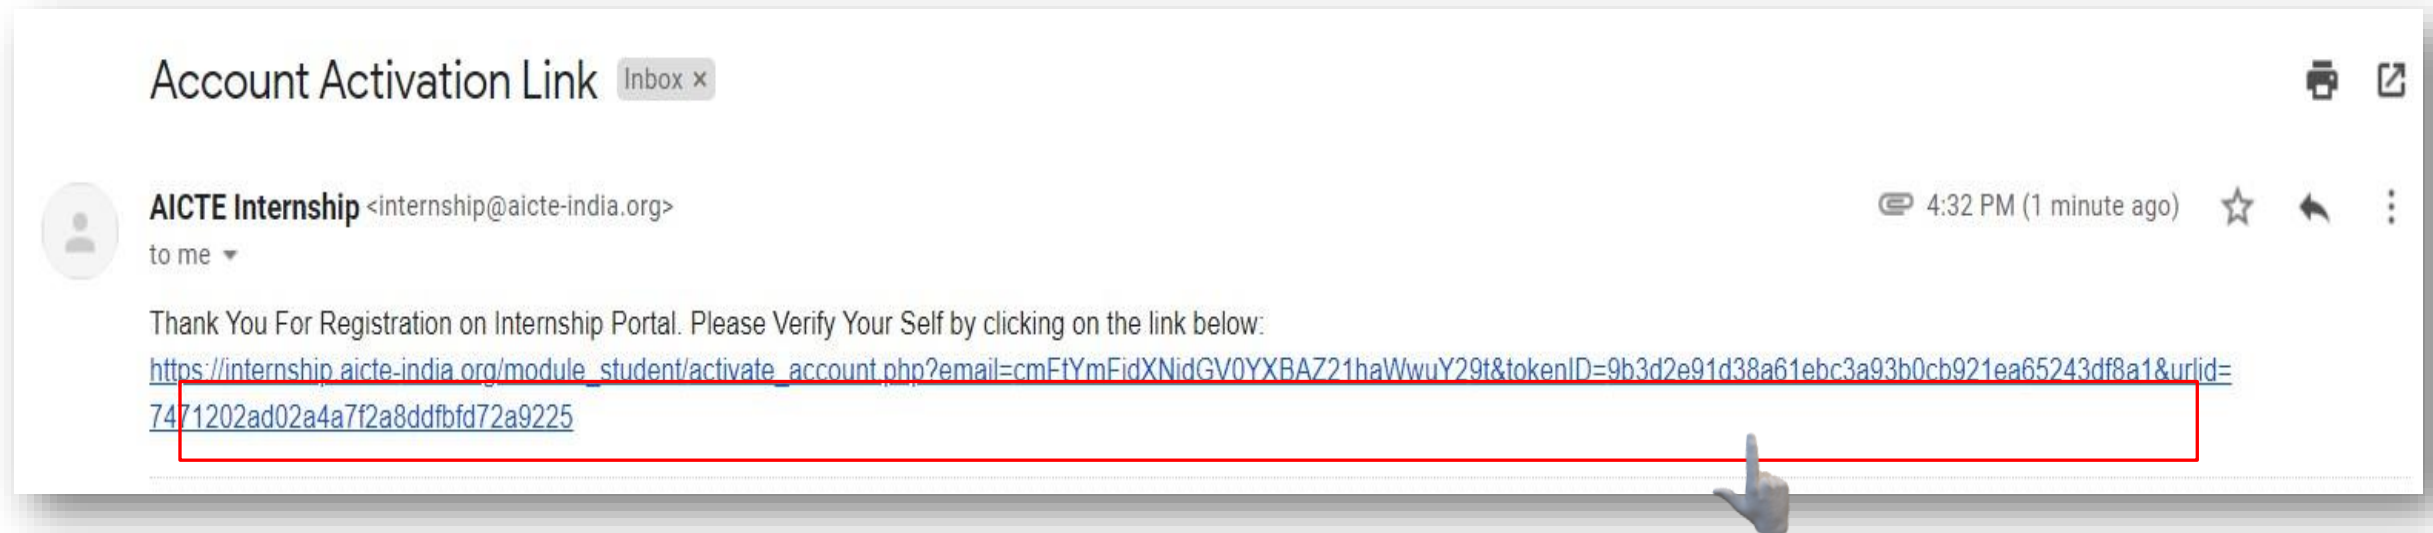 Account Activation Link Inbox ×
AICTE Internship <internship@aicte-india.org> 4:32 PM (1 minute ago)
to me
Thank You For Registration on Internship Portal. Please Verify Your Self by clicking on the link below:
https://internship.aicte-india.org/module_student/activate_account.php?email=cmFtYmFidXNidGV0YXBAZ21haWwuY29t&tokenID=9b3d2e91d38a61ebc3a93b0cb921ea65243df8a1&urlid=
7471202ad02a4a7f2a8ddfbfd72a9225